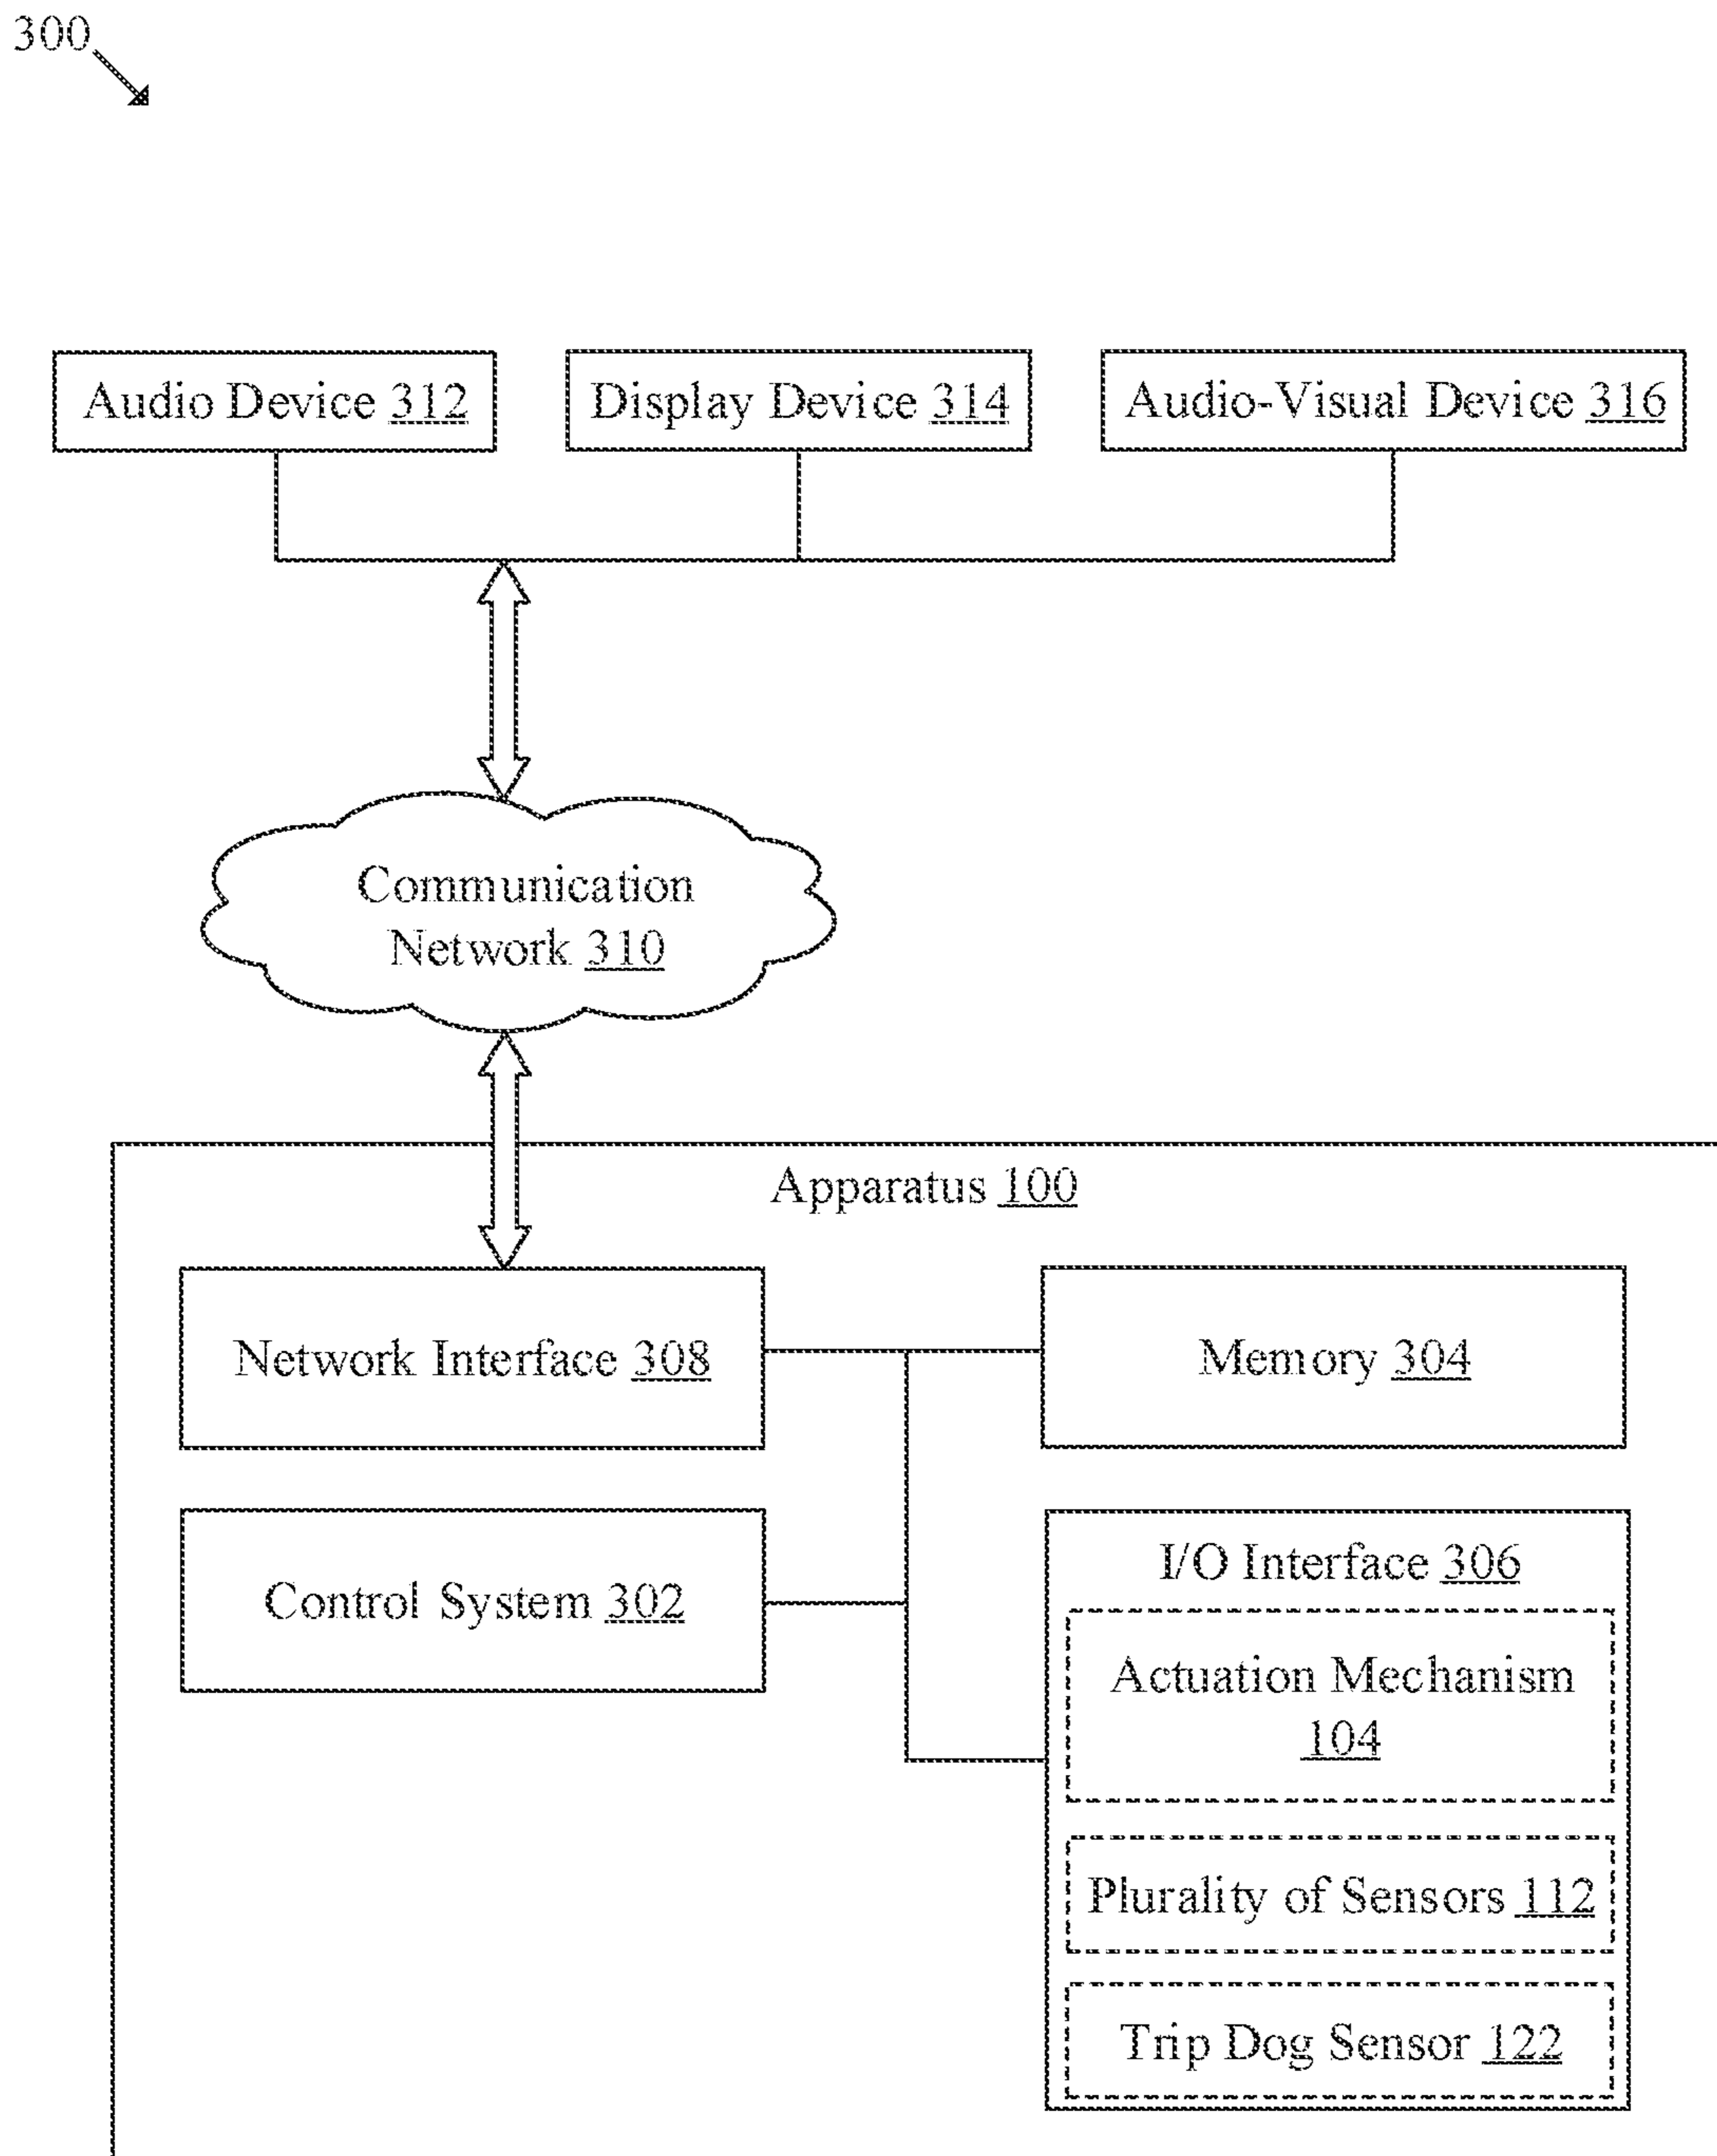 300
Audio Device 312
Display Device 314
Audio-Visual Device 316
Communication
Network 310
Apparatus 100
Network Interface 308
Memory 304
Control System 302
I/O Interface 306
Actuation Mechanism
104
Plurality of Sensors 112
Trip Dog Sensor 122